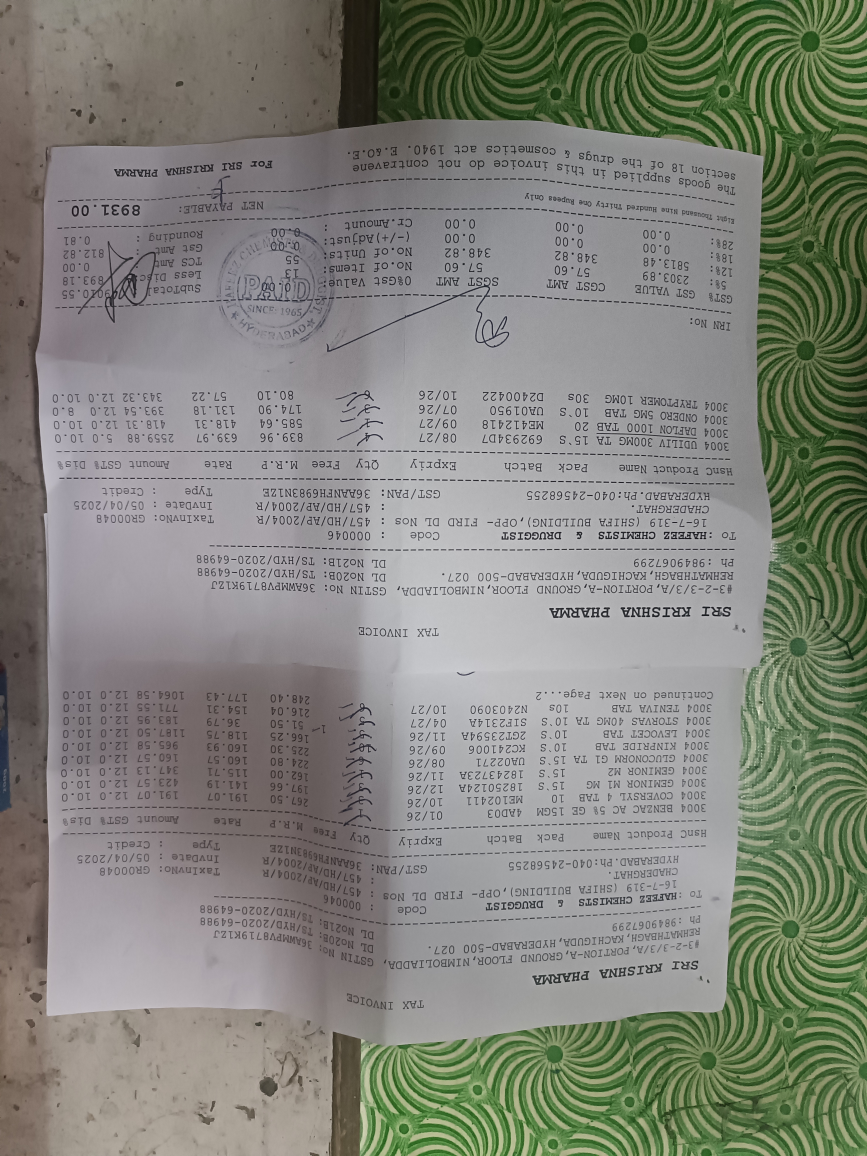 TAX INVOICE
SRI KRISHNA PHARMA
#3-2-3/3/A, PORTION-A, GROUND FLOOR, NIMBOLIADDA, GSTIN No: 36AWMPV8719K1ZJ
REHMATHBAGH, KACHIGUDA, HYDERABAD-500 027. DL No20B: TS/HYD/2020-64988
Ph :9849067299 DL No21B: TS/HYD/2020-64988
To: HAFEEZ CHEMISTS & DRUGGIST Code : 000046
16-7-319 (SHIFA BUILDING), OPP- FIRD DL Nos : 457/HD/AP/2004/R TaxInvNo: GR00048
CHADERGHAT. : 457/HD/AP/2004/R InvDate : 05/04/2025
HYDERABAD.Ph:040-24568255 GST/PAN: 36AANFH6983N1ZE Type : Credit
HsnC Product Name Pack Batch Expriy Qty Free M.R.P Rate Amount GST% Dis%
3004 BENZAC AC 5% GE 15GM 4AD03 01/26 267.50 191.07 191.07 12.0 10.0
3004 COVERSYL 4 TAB 10 ME102411 10/26 197.66 141.19 423.57 12.0 10.0
3004 GEMINOR M1 MG 15'S 18250124A 12/26 162.00 115.71 347.13 12.0 10.0
3004 GEMINOR M2 15'S 18243723A 11/26 224.80 160.57 160.57 12.0 10.0
3004 GLUCONORM G1 TA 15'S UA02271 08/26 225.30 160.93 965.58 12.0 10.0
3004 KINPRIDE TAB 10'S KCZ41006 09/26 166.25 118.75 1187.50 12.0 10.0
3004 LEVOCET TAB 10'S 2CT23594A 11/26 51.50 36.79 183.95 12.0 10.0
3004 STORVAS 40MG TA 10'S SIF2314A 04/27 216.04 154.31 771.55 12.0 10.0
3004 TENIVA TAB 10s N2403090 10/27 248.40 177.43 1064.58 12.0 10.0
Continued on Next Page...2
TAX INVOICE
SRI KRISHNA PHARMA
#3-2-3/3/A, PORTION-A, GROUND FLOOR, NIMBOLIADDA, GSTIN No: 36AWMPV8719K1ZJ
REHMATHBAGH, KACHIGUDA, HYDERABAD-500 027. DL No20B: TS/HYD/2020-64988
Ph :9849067299 DL No21B: TS/HYD/2020-64988
To: HAFEEZ CHEMISTS & DRUGGIST Code : 000046
16-7-319 (SHIFA BUILDING), OPP- FIRD DL Nos : 457/HD/AP/2004/R TaxInvNo: GR00048
CHADERGHAT. : 457/HD/AP/2004/R InvDate : 05/04/2025
HYDERABAD.Ph:040-24568255 GST/PAN: 36AANFH6983N1ZE Type : Credit
HsnC Product Name Pack Batch Expriy Qty Free M.R.P Rate Amount GST% Dis%
3004 UDILIV 300MG TA 15'S 692934D7 08/27 839.96 639.97 2559.88 5.0 10.0
3004 DAFLON 1000 TAB 20 MEA12418 09/27 585.64 418.31 418.31 12.0 10.0
3004 ONDERO 5MG TAB 10'S UA01950 07/26 174.90 131.18 393.54 12.0 8.0
3004 TRYPTOMER 10MG 30s D2400422 10/26 80.10 57.22 343.32 12.0 10.0
IRN No:
GST% GST VALUE CGST AMT SGST AMT 0%Gst Value: 0.00 SubTotal 9010.55
5%: 2303.89 57.60 57.60 No.of Items: 13 Less Disc: 893.18
12%: 5813.48 348.82 348.82 No.of Units: 55 TCS Amt : 0.00
18%: 0.00 0.00 0.00 (-/+)Adjust: 0.00 Gst Amt : 812.82
28%: 0.00 0.00 0.00 Cr.Amount : 0.00 Rounding : 0.81
HAFEEZ CHEMIST
PAID
SINCE: 1965
HYDERABAD
Eight Thousand Nine Hundred Thirty One Rupees Only NET PAYABLE: 8931.00
The goods supplied in this invoice do not contravene
section 18 of the drugs & cosmetics act 1940. E.&O.E. For SRI KRISHNA PHARMA